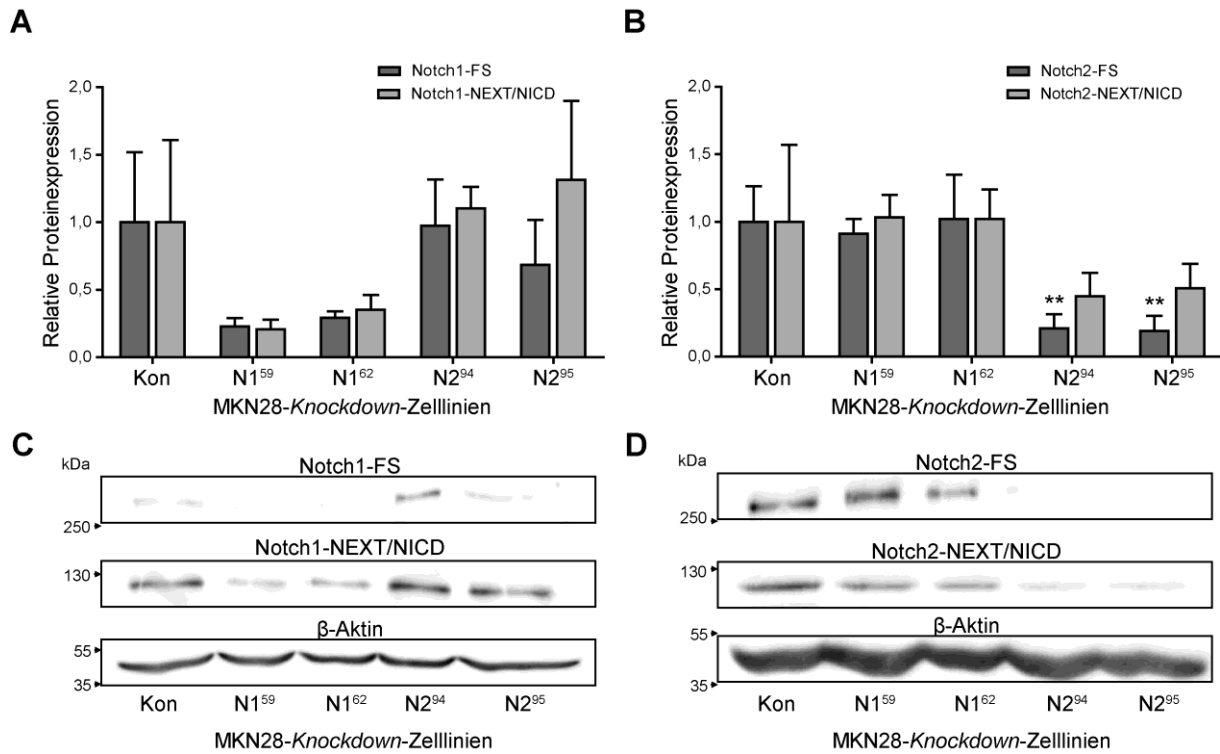 A
Notch1-FS
Notch1-NEXT/NICD
Relative Proteinexpression
2,0
1,5
1,0
0,5
0,0
Kon N1⁵⁹ N1⁶² N2⁹⁴ N2⁹⁵
MKN28-Knockdown-Zelllinien
B
Notch2-FS
Notch2-NEXT/NICD
Relative Proteinexpression
2,0
1,5
1,0
0,5
0,0
** **
Kon N1⁵⁹ N1⁶² N2⁹⁴ N2⁹⁵
MKN28-Knockdown-Zelllinien
C
kDa
Notch1-FS
250
Notch1-NEXT/NICD
130
β-Aktin
55
35
Kon N1⁵⁹ N1⁶² N2⁹⁴ N2⁹⁵
MKN28-Knockdown-Zelllinien
D
kDa
Notch2-FS
250
Notch2-NEXT/NICD
130
β-Aktin
55
35
Kon N1⁵⁹ N1⁶² N2⁹⁴ N2⁹⁵
MKN28-Knockdown-Zelllinien